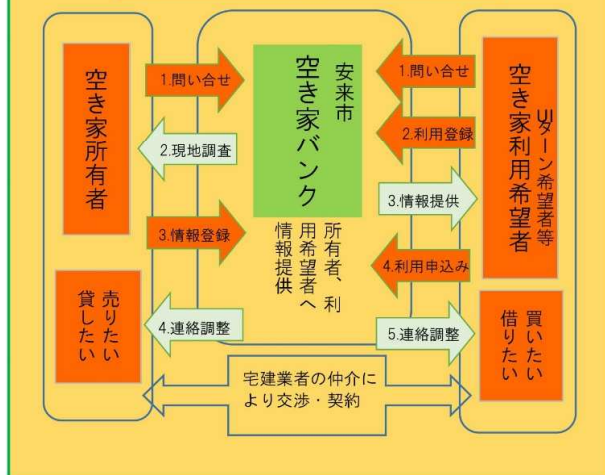 空き家所有者
売りたい
貸したい
1.問い合せ
2.現地調査
3.情報登録
4.連絡調整
安来市
空き家バンク
所有者、利
用希望者へ
情報提供
1.問い合せ
2.利用登録
3.情報提供
4.利用申込み
5.連絡調整
UIターン希望者等
空き家利用希望者
買いたい
借りたい
宅建業者の仲介に
より交渉・契約